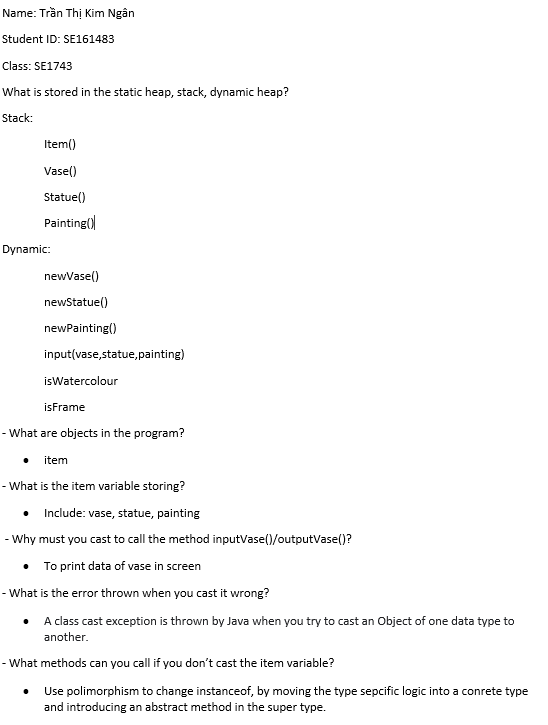 Name: Trần Thị Kim Ngân
Student ID: SE161483
Class: SE1743
What is stored in the static heap, stack, dynamic heap?
Stack:
Item()
Vase()
Statue()
Painting()
Dynamic:
newVase()
newStatue()
newPainting()
input(vase,statue,painting)
isWatercolour
isFrame
- What are objects in the program?
• item
- What is the item variable storing?
• Include: vase, statue, painting
- Why must you cast to call the method inputVase()/outputVase()?
• To print data of vase in screen
- What is the error thrown when you cast it wrong?
• A class cast exception is thrown by Java when you try to cast an Object of one data type to
another.
- What methods can you call if you don’t cast the item variable?
• Use polimorphism to change instanceof, by moving the type sepcific logic into a conrete type
and introducing an abstract method in the super type.